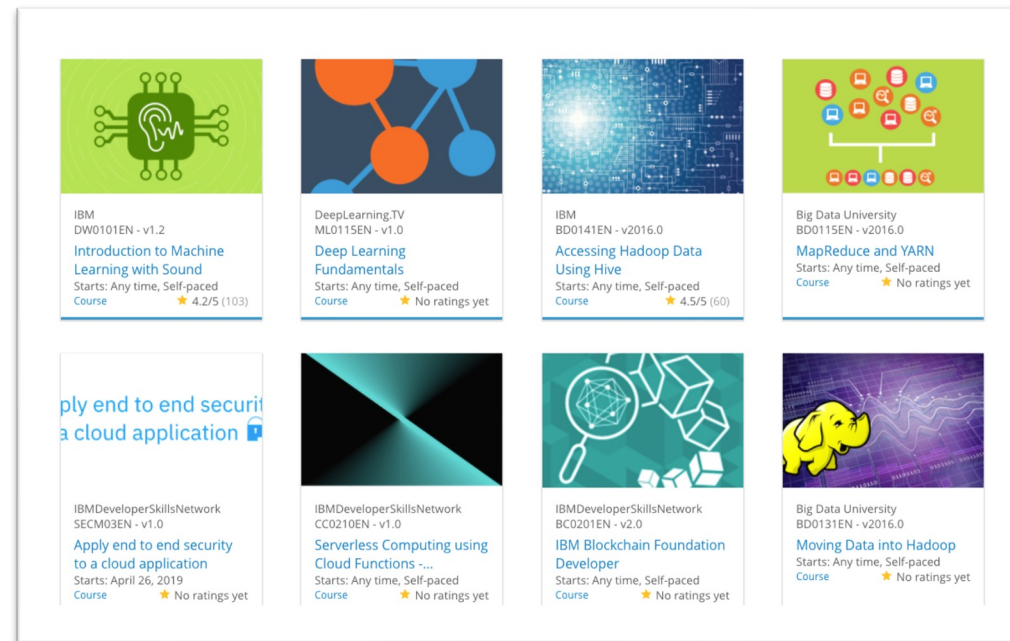 IBM
DW0101EN - v1.2
Introduction to Machine
Learning with Sound
Starts: Any time, Self-paced
Course 4.2/5 (103)
DeepLearning.TV
ML0115EN - v1.0
Deep Learning
Fundamentals
Starts: Any time, Self-paced
Course No ratings yet
IBM
BD0141EN - v2016.0
Accessing Hadoop Data
Using Hive
Starts: Any time, Self-paced
Course 4.5/5 (60)
Big Data University
BD0115EN - v2016.0
MapReduce and YARN
Starts: Any time, Self-paced
Course No ratings yet
ply end to end securit
a cloud application
IBMDeveloperSkillsNetwork
SECM03EN - v1.0
Apply end to end security
to a cloud application
Starts: April 26, 2019
Course No ratings yet
IBMDeveloperSkillsNetwork
CC0210EN - v1.0
Serverless Computing using
Cloud Functions -...
Starts: Any time, Self-paced
Course No ratings yet
IBMDeveloperSkillsNetwork
BC0201EN - v2.0
IBM Blockchain Foundation
Developer
Starts: Any time, Self-paced
Course No ratings yet
Big Data University
BD0131EN - v2016.0
Moving Data into Hadoop
Starts: Any time, Self-paced
Course No ratings yet